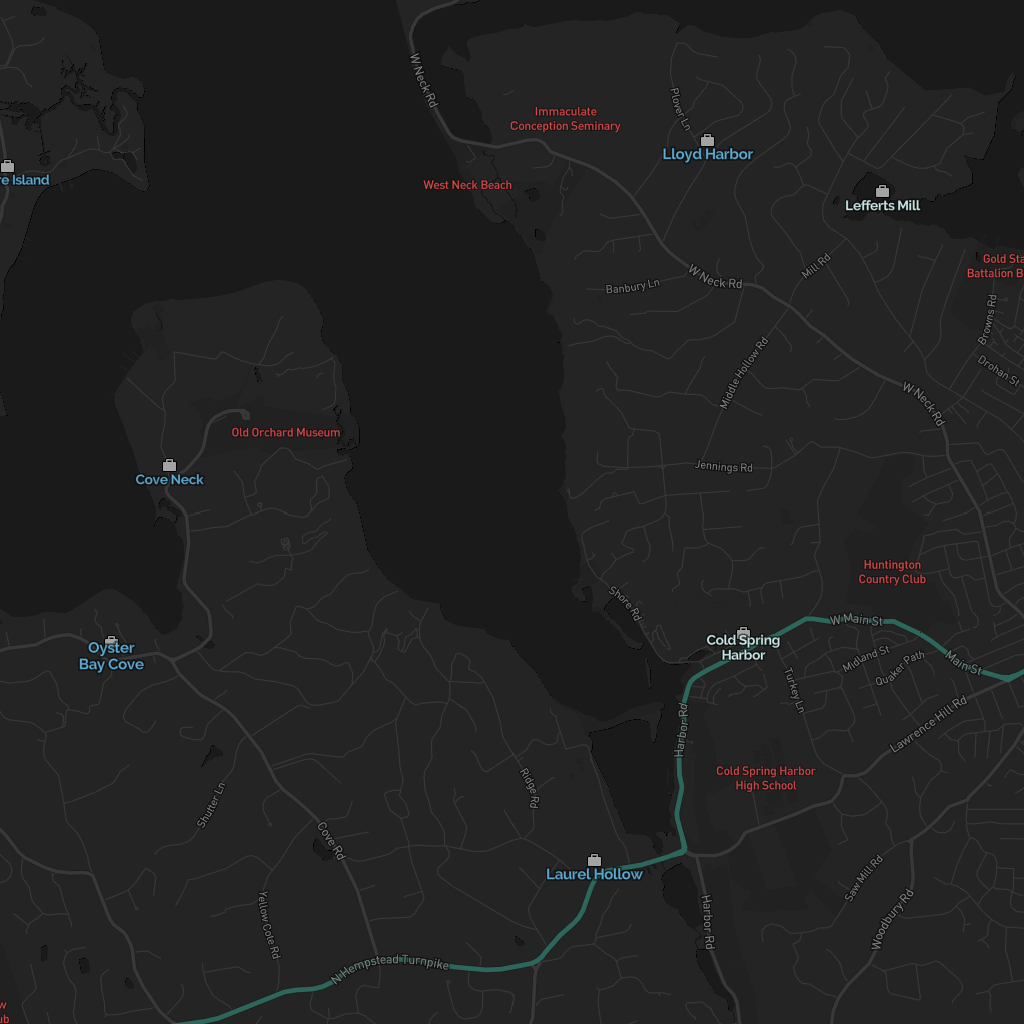 W Neck Rd
Immaculate
Conception Seminary
Plover Ln
Lloyd Harbor
West Neck Beach
Lefferts Mill
Banbury Ln
W Neck Rd
Mill Rd
Browns Rd
Drohan St
Middle Hollow Rd
W Neck Rd
Old Orchard Museum
Cove Neck
Jennings Rd
Huntington
Country Club
Shore Rd
W Main St
Cold Spring
Harbor
Oyster
Bay Cove
Midland St
Quaker Path
Main St
Turkey Ln
Harbor Rd
Lawrence Hill Rd
Cold Spring Harbor
High School
Ridge Rd
Shutter Ln
Cove Rd
Laurel Hollow
Saw Mill Rd
Woodbury Rd
Harbor Rd
Yellow Cote Rd
N Hempstead Turnpike
Island
Gold
Battalion